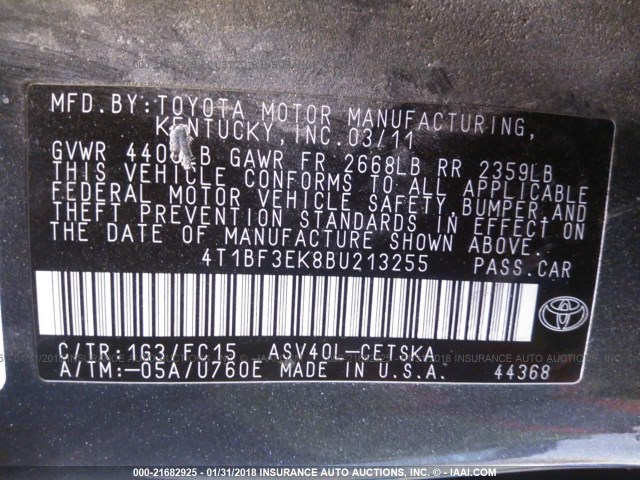 MFD. BY: TOYOTA MOTOR MANUFACTURING,
KENTUCKY, INC. 03/11
GVWR LB GAWR FR 2668LB RR 2359LB
THIS VEHICLE CONFORMS TO ALL APPLICABLE
FEDERAL MOTOR VEHICLE SAFETY, BUMPER, AND
THEFT PREVENTION STANDARDS IN EFFECT ON
THE DATE OF MANUFACTURE SHOWN ABOVE.
4T1BF3EK8BU213255 PASS. CAR
C/TR: 1G3/FC15 ASV40L-CETSKA
A/TM: -05A/U760E MADE IN U.S.A. 44368
000-21682925 - 01/31/2018 INSURANCE AUTO AUCTIONS, INC. © - IAAI.COM